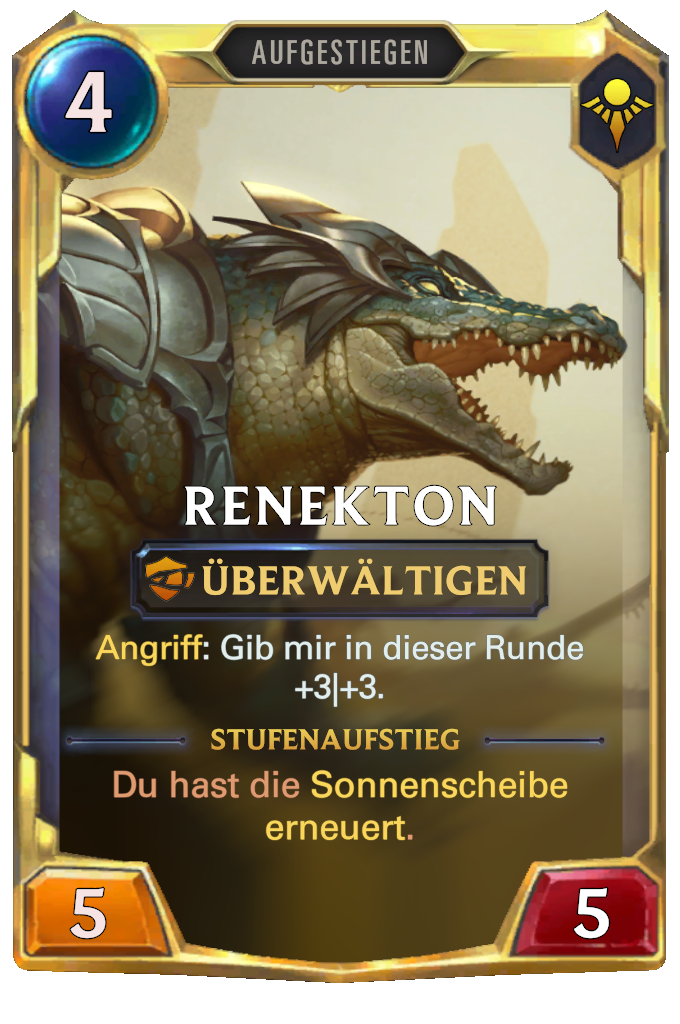 AUFGESTIEGEN
4
RENEKTON
ÜBERWÄLTIGEN
Angriff: Gib mir in dieser Runde
+3|+3.
STUFENAUFSTIEG
Du hast die Sonnenscheibe
erneuert.
5
5